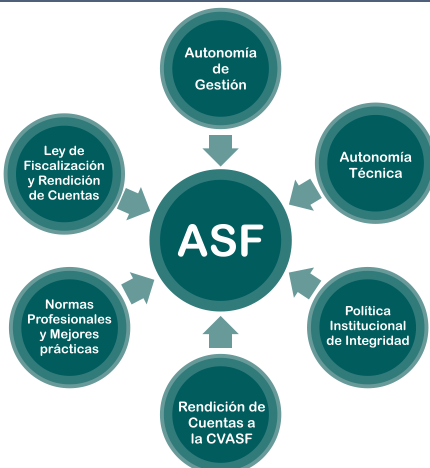 Autonomía
de
Gestión
Ley de
Fiscalización
y Rendición
de Cuentas
Autonomía
Técnica
ASF
Normas
Profesionales
y Mejores
prácticas
Política
Institucional
de Integridad
Rendición de
Cuentas a
la CVASF